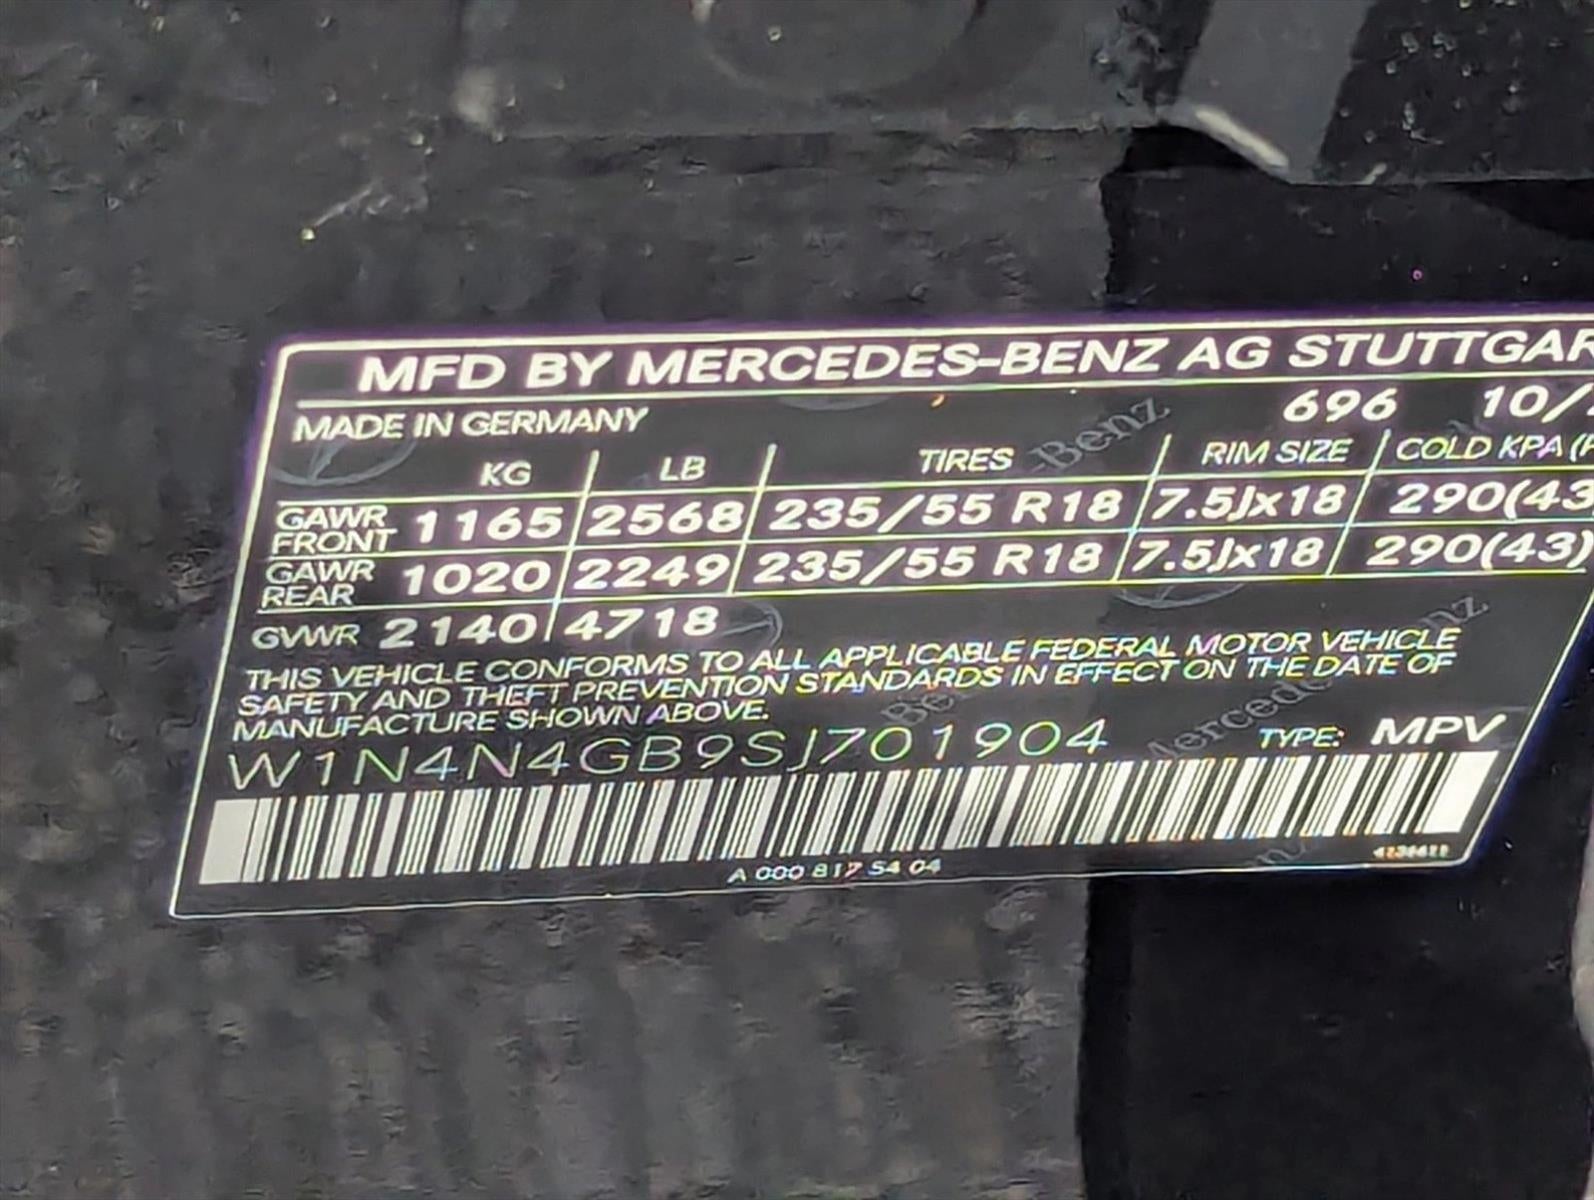 MFD BY MERCEDES-BENZ AG STUTTGAR
MADE IN GERMANY 696 10/
KG LB TIRES RIM SIZE COLD KPA (P
GAWR FRONT 1165 2568 235/55 R18 7.5Jx18 290(43
GAWR REAR 1020 2249 235/55 R18 7.5Jx18 290(43)
GVWR 2140 4718
THIS VEHICLE CONFORMS TO ALL APPLICABLE FEDERAL MOTOR VEHICLE
SAFETY AND THEFT PREVENTION STANDARDS IN EFFECT ON THE DATE OF
MANUFACTURE SHOWN ABOVE.
W1N4N4GB9SJ701904 TYPE: MPV
A 000 817 54 04